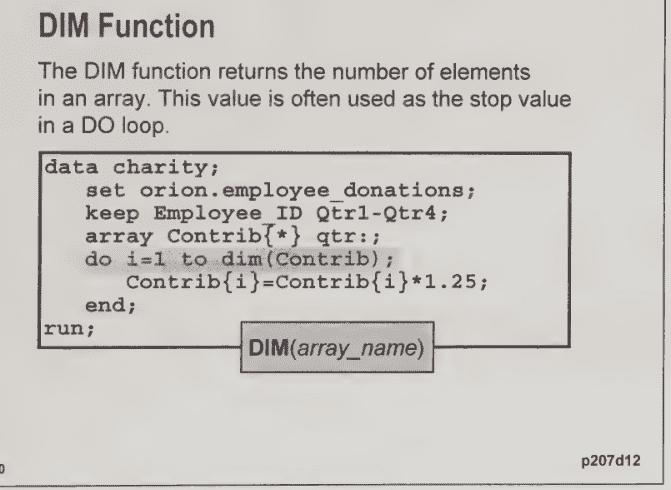 DIM Function
The DIM function returns the number of elements
in an array. This value is often used as the stop value
in a DO loop.
data charity;
set orion.employee_donations;
keep Employee_ID Qtr1-Qtr4;
array Contrib{*} qtr:;
do i=1 to dim(Contrib);
Contrib{i}=Contrib{i}*1.25;
end;
run;
DIM(array_name)
0
p207d12